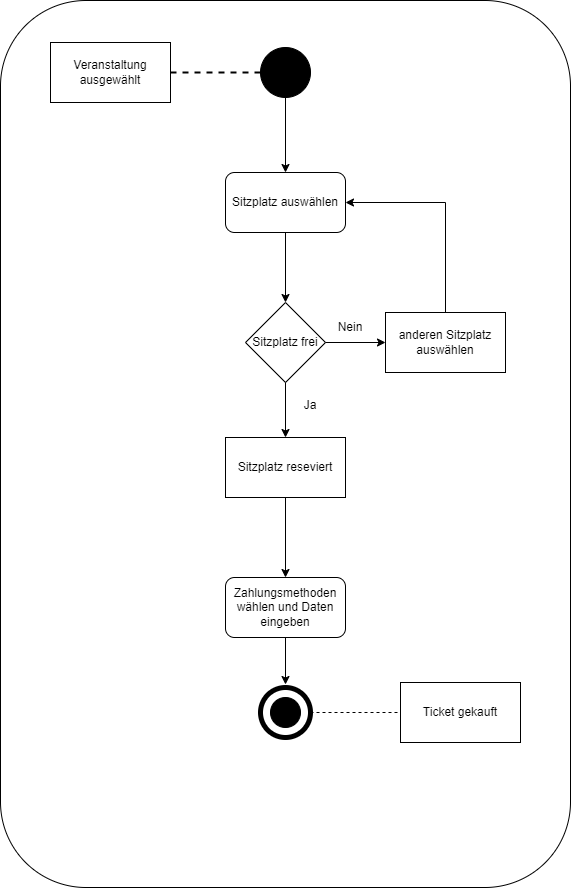 Veranstaltung
ausgewählt
Sitzplatz auswählen
Sitzplatz frei
Nein
anderen Sitzplatz
auswählen
Ja
Sitzplatz reseviert
Zahlungsmethoden
wählen und Daten
eingeben
Ticket gekauft